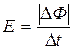 E = |ΔΦ| / Δt